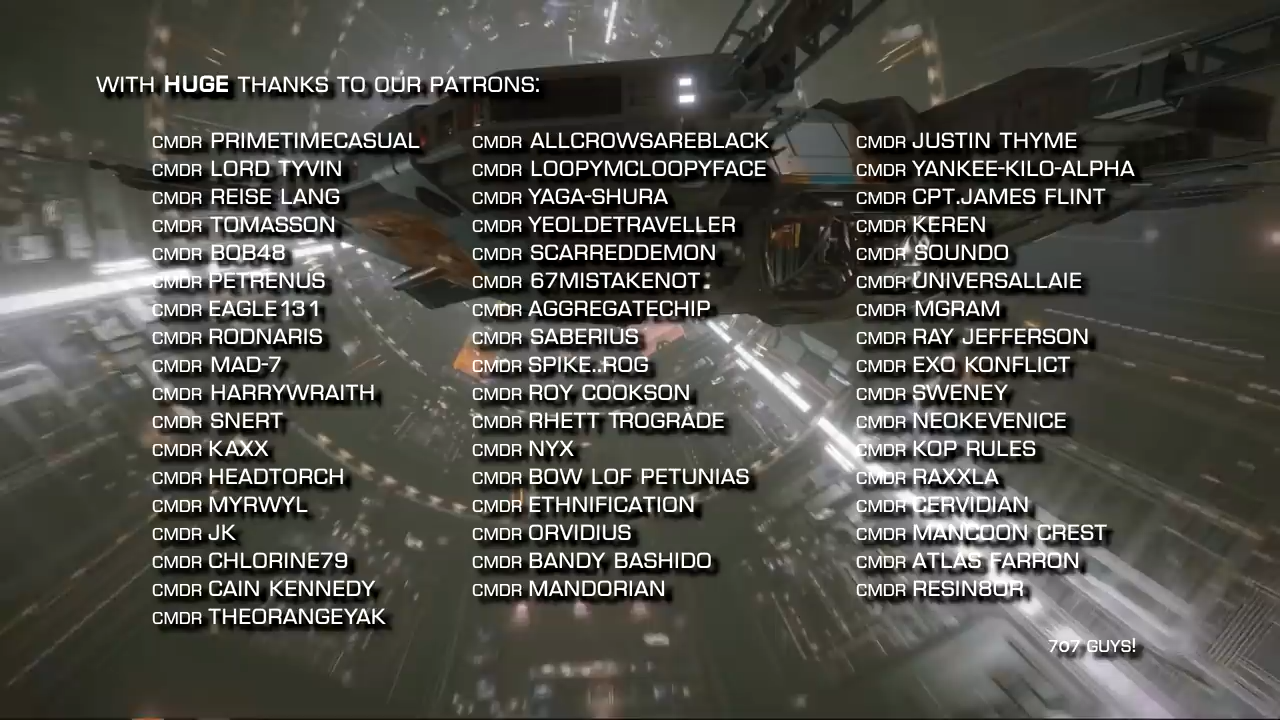 WITH HUGE THANKS TO OUR PATRONS:
CMDR PRIMETIMECASUAL
CMDR LORD TYVIN
CMDR REISE LANG
CMDR TOMASSON
CMDR BOB48
CMDR PETRENUS
CMDR EAGLE131
CMDR RODNARIS
CMDR MAD-7
CMDR HARRYWRAITH
CMDR SNERT
CMDR KAXX
CMDR HEADTORCH
CMDR MYRWYL
CMDR JK
CMDR CHLORINE79
CMDR CAIN KENNEDY
CMDR THEORANGEYAK
CMDR ALLCROWSAREBLACK
CMDR LOOPYMCLOOPYFACE
CMDR YAGA-SHURA
CMDR YEOLDETRAVELLER
CMDR SCARREDDEMON
CMDR 67MISTAKENOT.
CMDR AGGREGATECHIP
CMDR SABERIUS
CMDR SPIKE..ROG
CMDR ROY COOKSON
CMDR RHETT TROGRADE
CMDR NYX
CMDR BOW LOF PETUNIAS
CMDR ETHNIFICATION
CMDR ORVIDIUS
CMDR BANDY BASHIDO
CMDR MANDORIAN
CMDR JUSTIN THYME
CMDR YANKEE-KILO-ALPHA
CMDR CPT.JAMES FLINT
CMDR KEREN
CMDR SOUNDO
CMDR UNIVERSALLAIE
CMDR MGRAM
CMDR RAY JEFFERSON
CMDR EXO KONFLICT
CMDR SWENEY
CMDR NEOKEVENICE
CMDR KOP RULES
CMDR RAXXLA
CMDR CERVIDIAN
CMDR MANCOON CREST
CMDR ATLAS FARRON
CMDR RESIN8OR
7o7 GUYS!